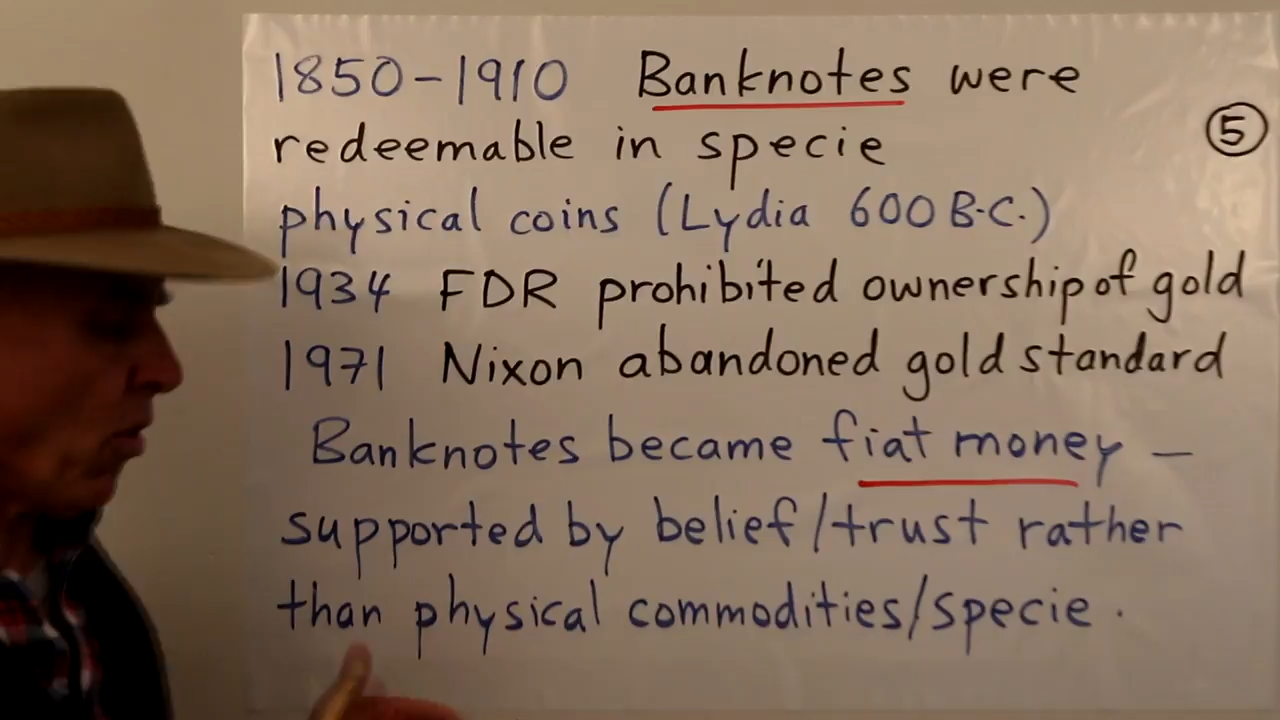 1850-1910 Banknotes were
redeemable in specie
⑤
physical coins (Lydia 600 B.C.)
1934 FDR prohibited ownership of gold
1971 Nixon abandoned gold standard
Banknotes became fiat money —
supported by belief/trust rather
than physical commodities/specie.